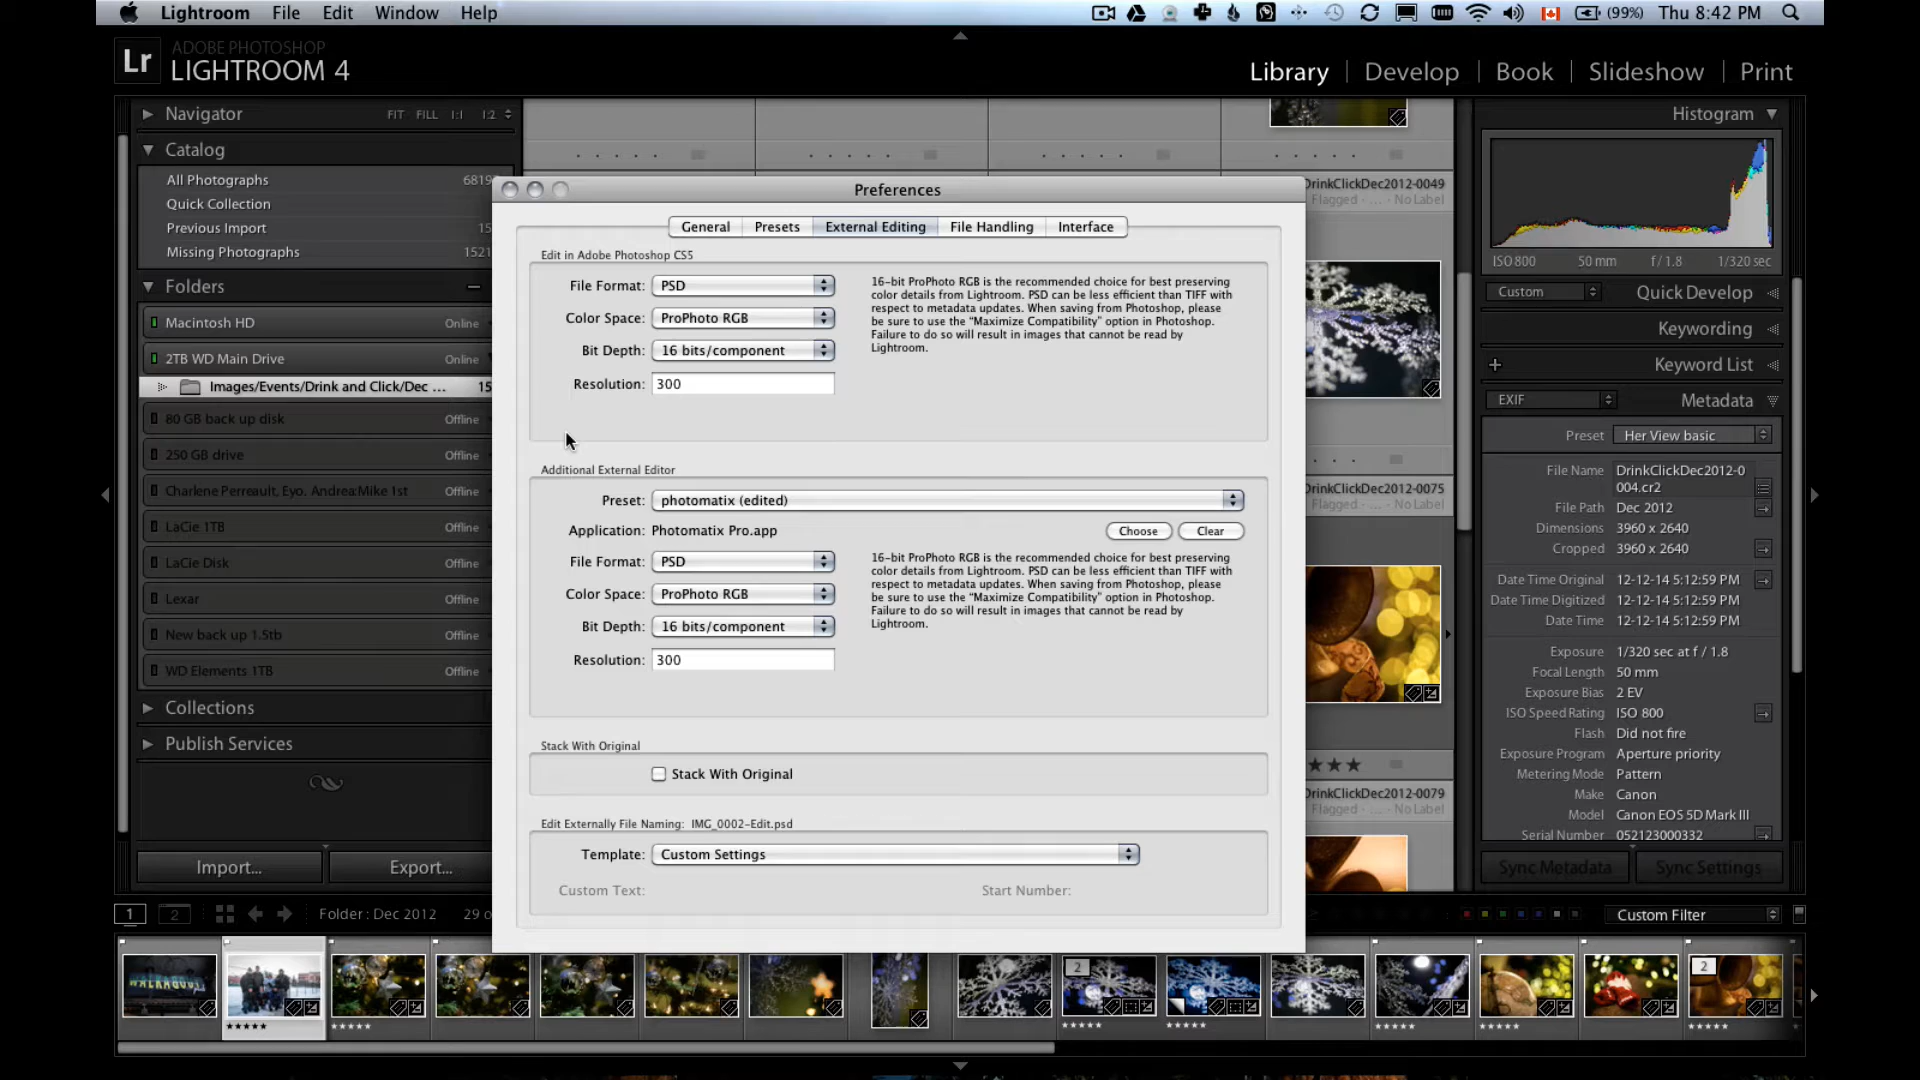 Lightroom File Edit Window Help
(99%) Thu 8:42 PM
Lr
ADOBE PHOTOSHOP
LIGHTROOM 4
Library | Develop | Book | Slideshow | Print
Navigator FIT FILL 1:1 1:2
Catalog
All Photographs
Quick Collection
Previous Import
Missing Photographs
Folders
Macintosh HD Online
2TB WD Main Drive Online
Images/Events/Drink and Click/Dec ...
80 GB back up disk Offline
250 GB drive Offline
Charlene Perreault, Eyo. Andrea:Mike 1st Offline
LaCie 1TB Offline
LaCie Disk Offline
Lexar Offline
New back up 1.5tb Offline
WD Elements 1TB Offline
Collections
Publish Services
Import... Export...
Preferences
General Presets External Editing File Handling Interface
Edit in Adobe Photoshop CS5
File Format: PSD
Color Space: ProPhoto RGB
Bit Depth: 16 bits/component
Resolution: 300
16-bit ProPhoto RGB is the recommended choice for best preserving
color details from Lightroom. PSD can be less efficient than TIFF with
respect to metadata updates. When saving from Photoshop, please
be sure to use the “Maximize Compatibility” option in Photoshop.
Failure to do so will result in images that cannot be read by
Lightroom.
Additional External Editor
Preset: photomatix (edited)
Application: Photomatix Pro.app Choose Clear
File Format: PSD
Color Space: ProPhoto RGB
Bit Depth: 16 bits/component
Resolution: 300
16-bit ProPhoto RGB is the recommended choice for best preserving
color details from Lightroom. PSD can be less efficient than TIFF with
respect to metadata updates. When saving from Photoshop, please
be sure to use the “Maximize Compatibility” option in Photoshop.
Failure to do so will result in images that cannot be read by
Lightroom.
Stack With Original
Stack With Original
Edit Externally File Naming: IMG_0002-Edit.psd
Template: Custom Settings
Custom Text: Start Number:
DrinkClickDec2012-0049
Flagged - ... - No Label
DrinkClickDec2012-0075
Flagged - ... - No Label
DrinkClickDec2012-0079
Flagged - ... - No Label
Histogram
ISO 800 50 mm f / 1.8 1/320 sec
Custom Quick Develop
Keywording
Keyword List
EXIF Metadata
Preset Her View basic
File Name DrinkClickDec2012-0
004.cr2
File Path Dec 2012
Dimensions 3960 x 2640
Cropped 3960 x 2640
Date Time Original 12-12-14 5:12:59 PM
Date Time Digitized 12-12-14 5:12:59 PM
Date Time 12-12-14 5:12:59 PM
Exposure 1/320 sec at f / 1.8
Focal Length 50 mm
Exposure Bias 2 EV
ISO Speed Rating ISO 800
Flash Did not fire
Exposure Program Aperture priority
Metering Mode Pattern
Make Canon
Model Canon EOS 5D Mark III
Serial Number 052123000332
Sync Metadata Sync Settings
1 2 Folder : Dec 2012 29 o
Custom Filter
2 2 2